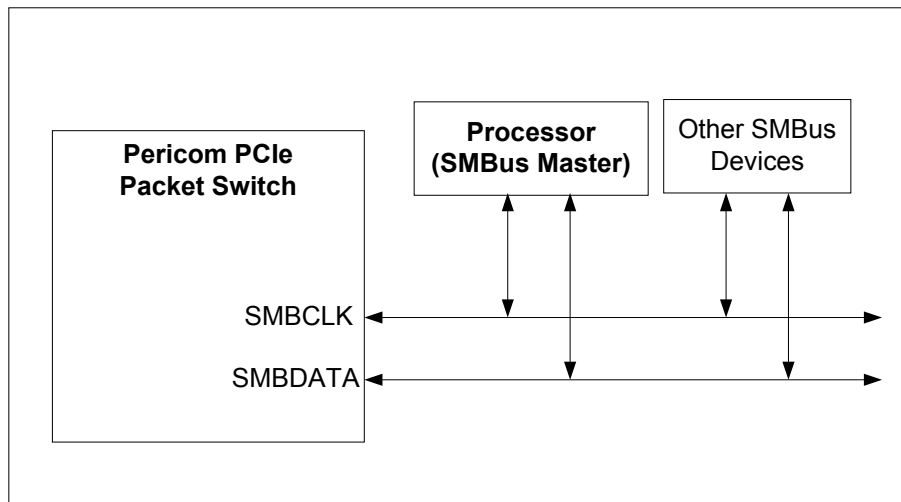 Pericom PCIe
Packet Switch
Processor
(SMBus Master)
Other SMBus
Devices
SMBCLK
SMBDATA